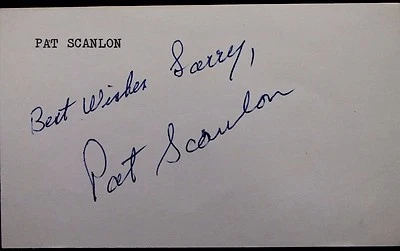 PAT SCANLON
Best Wishes Larry,
Pat Scanlon